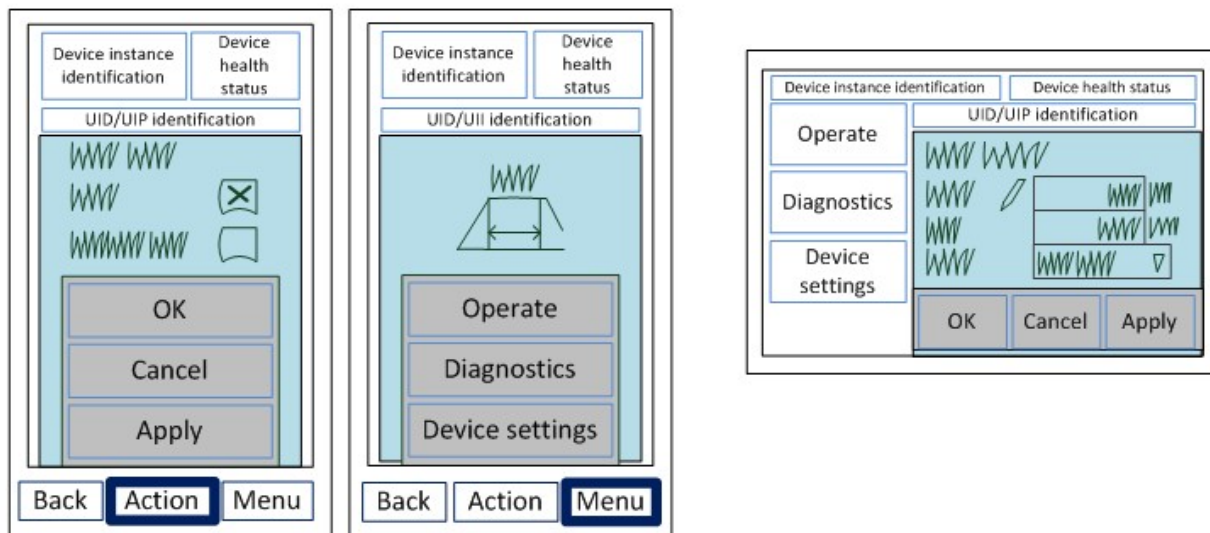 Device instance
identification
Device
health
status
UID/UIP identification
OK
Cancel
Apply
Back
Action
Menu
Device instance
identification
Device
health
status
UID/UII identification
Operate
Diagnostics
Device settings
Back
Action
Menu
Device instance identification
Device health status
Operate
Diagnostics
Device
settings
UID/UIP identification
OK
Cancel
Apply